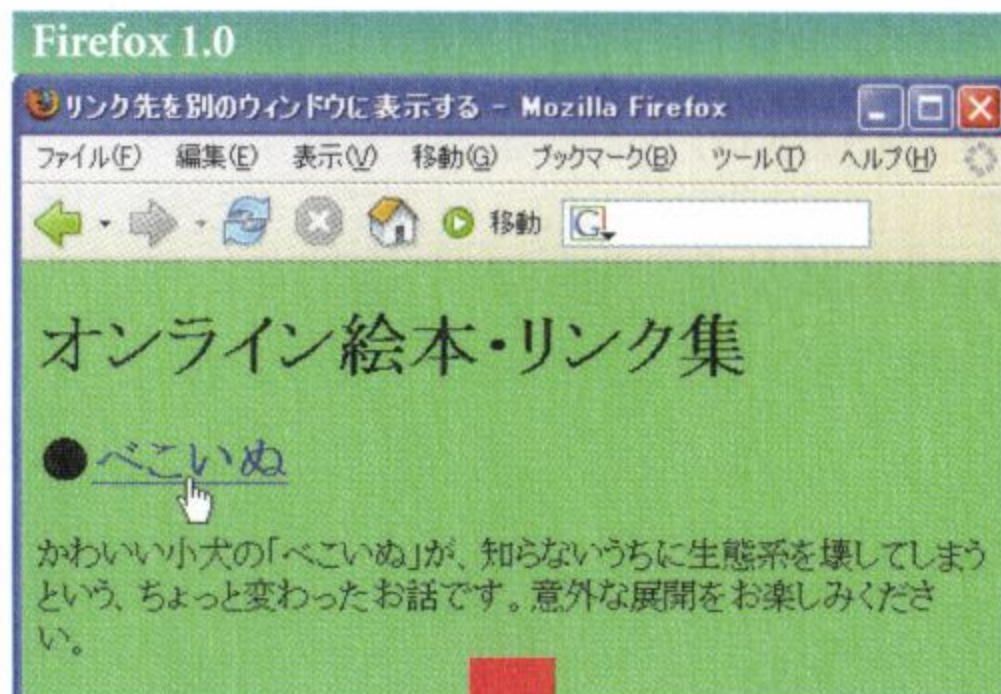 Firefox 1.0
リンク先を別のウィンドウに表示する - Mozilla Firefox
ファイル(F) 編集(E) 表示(V) 移動(G) ブックマーク(B) ツール(T) ヘルプ(H)
移動 G
オンライン絵本・リンク集
●べこいぬ
かわいい小犬の「べこいぬ」が、知らないうちに生態系を壊してしまう
という、ちょっと変わったお話です。意外な展開をお楽しみくださ
い。